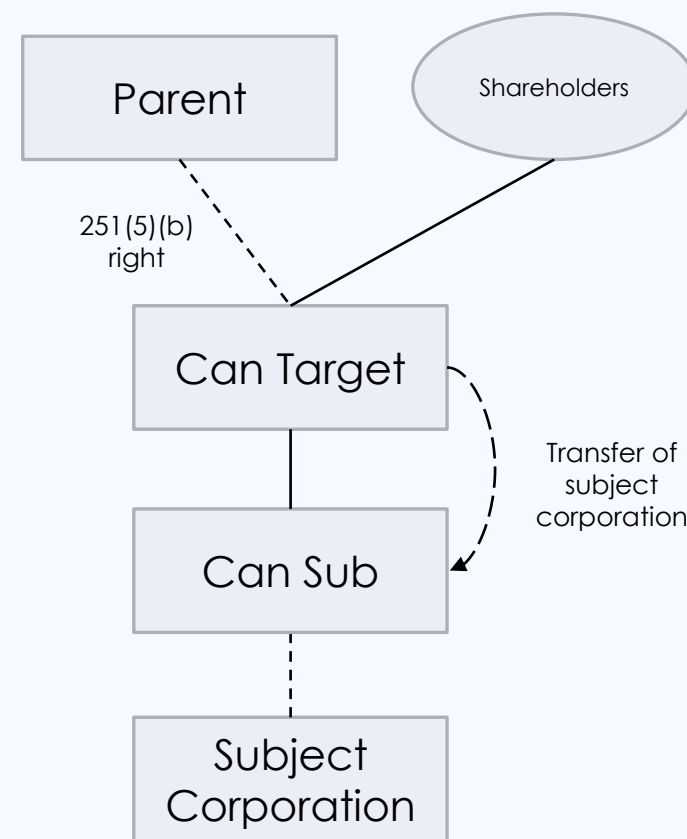 Parent
Shareholders
251(5)(b)
right
Can Target
Transfer of
subject
corporation
Can Sub
Subject
Corporation